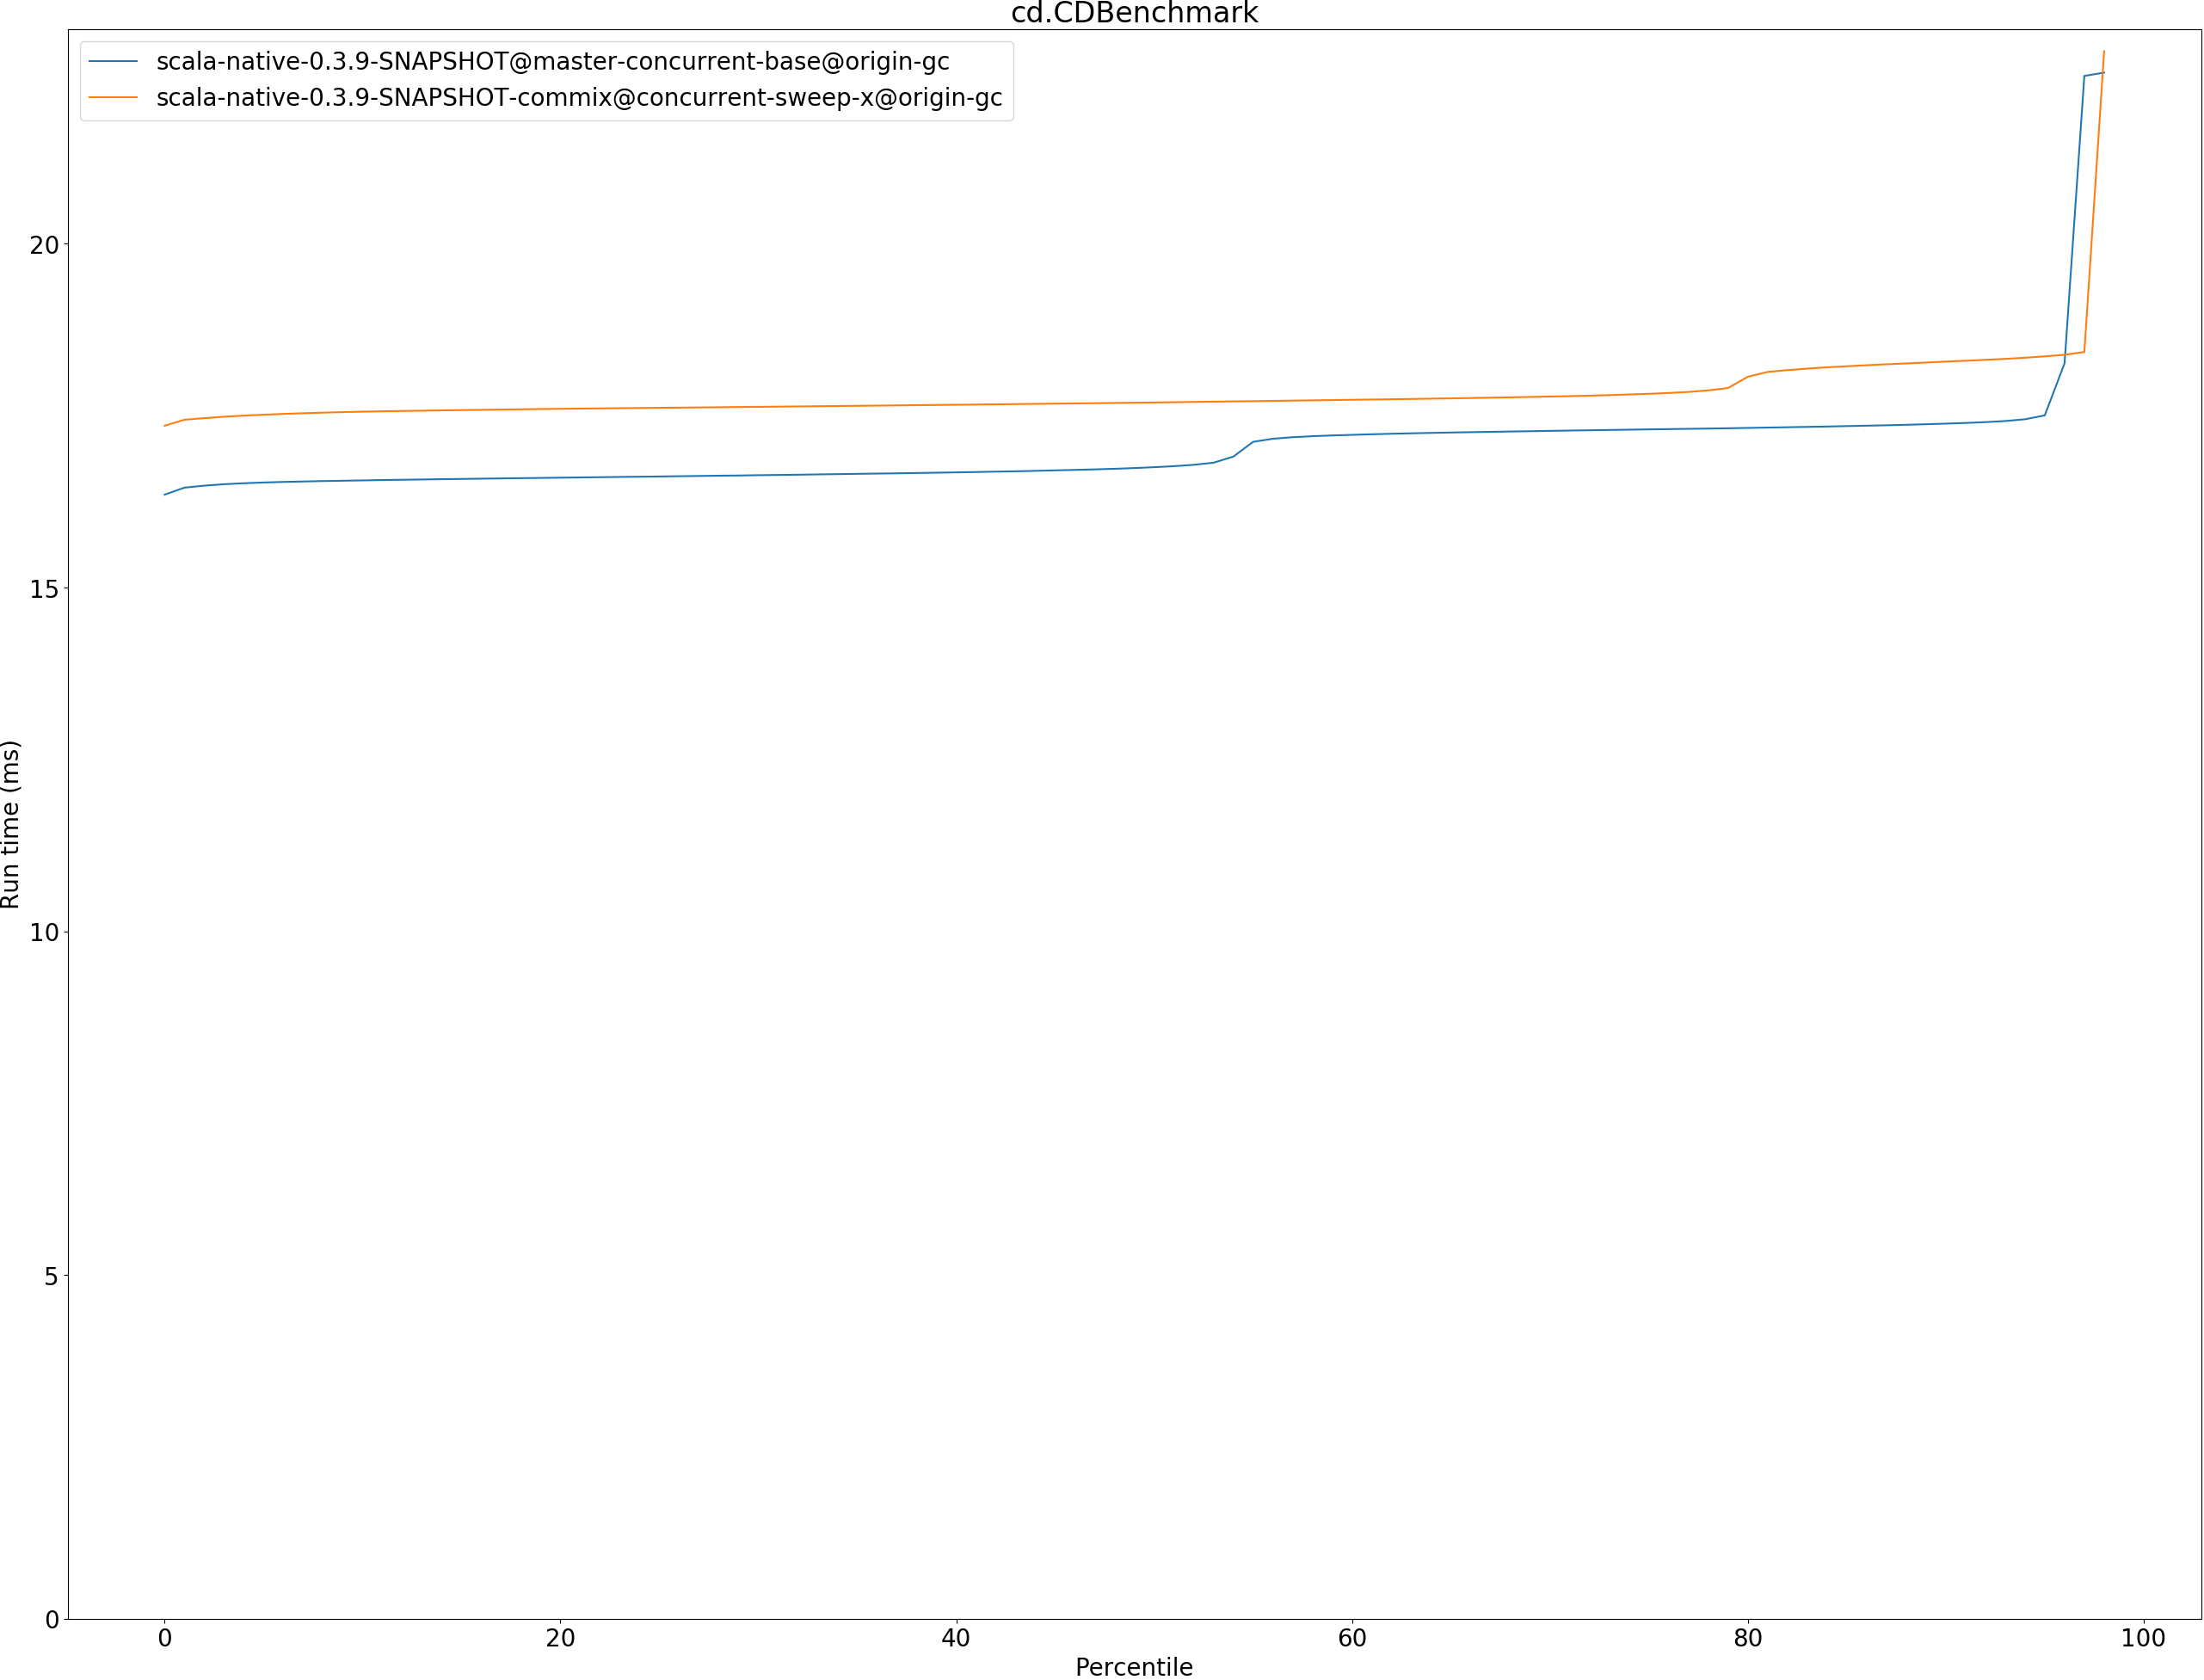 cd.CDBenchmark
scala-native-0.3.9-SNAPSHOT@master-concurrent-base@origin-gc
scala-native-0.3.9-SNAPSHOT-commix@concurrent-sweep-x@origin-gc
20
15
10
5
0
Run time (ms)
0 20 40 60 80 100
Percentile